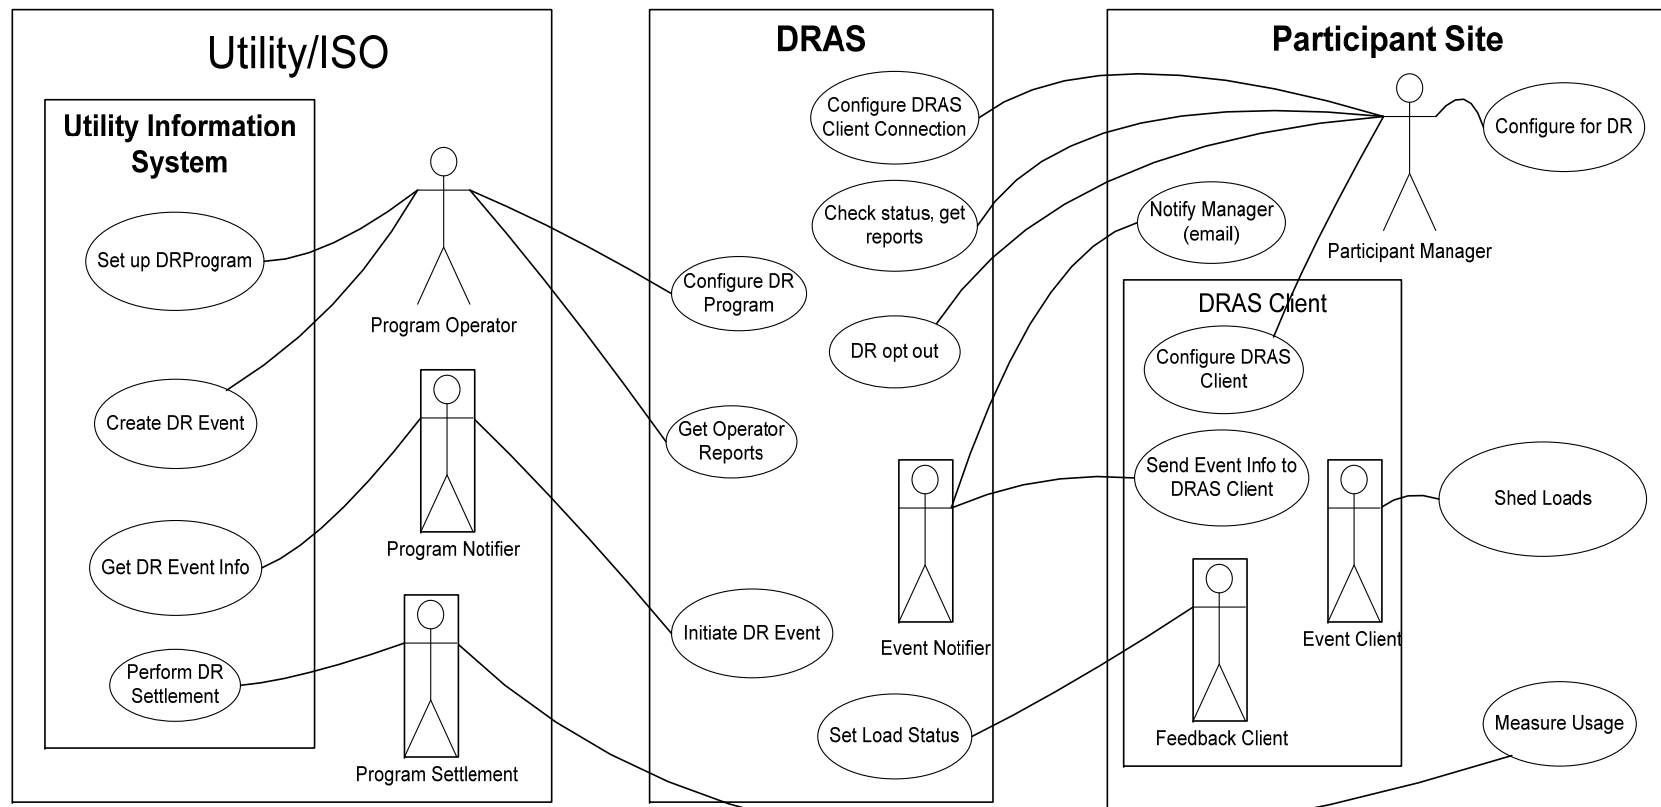 Utility/ISO
Utility Information
System
Set up DRProgram
Create DR Event
Get DR Event Info
Perform DR
Settlement
Program Operator
Program Notifier
Program Settlement
DRAS
Configure DRAS
Client Connection
Check status, get
reports
Configure DR
Program
DR opt out
Get Operator
Reports
Initiate DR Event
Event Notifier
Set Load Status
Participant Site
Configure for DR
Notify Manager
(email)
Participant Manager
DRAS Client
Configure DRAS
Client
Send Event Info to
DRAS Client
Shed Loads
Event Client
Feedback Client
Measure Usage